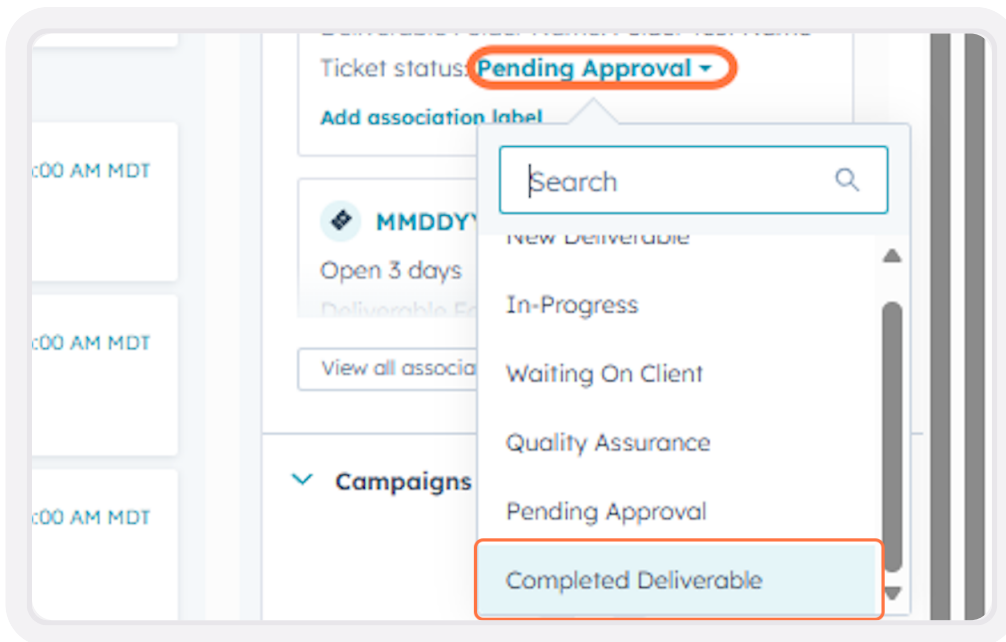 Ticket status: Pending Approval
Add association label
:00 AM MDT
Search
MMDDY
New Deliverable
Open 3 days
In-Progress
Deliverable
:00 AM MDT
View all associa
Waiting On Client
Quality Assurance
Campaigns
Pending Approval
:00 AM MDT
Completed Deliverable